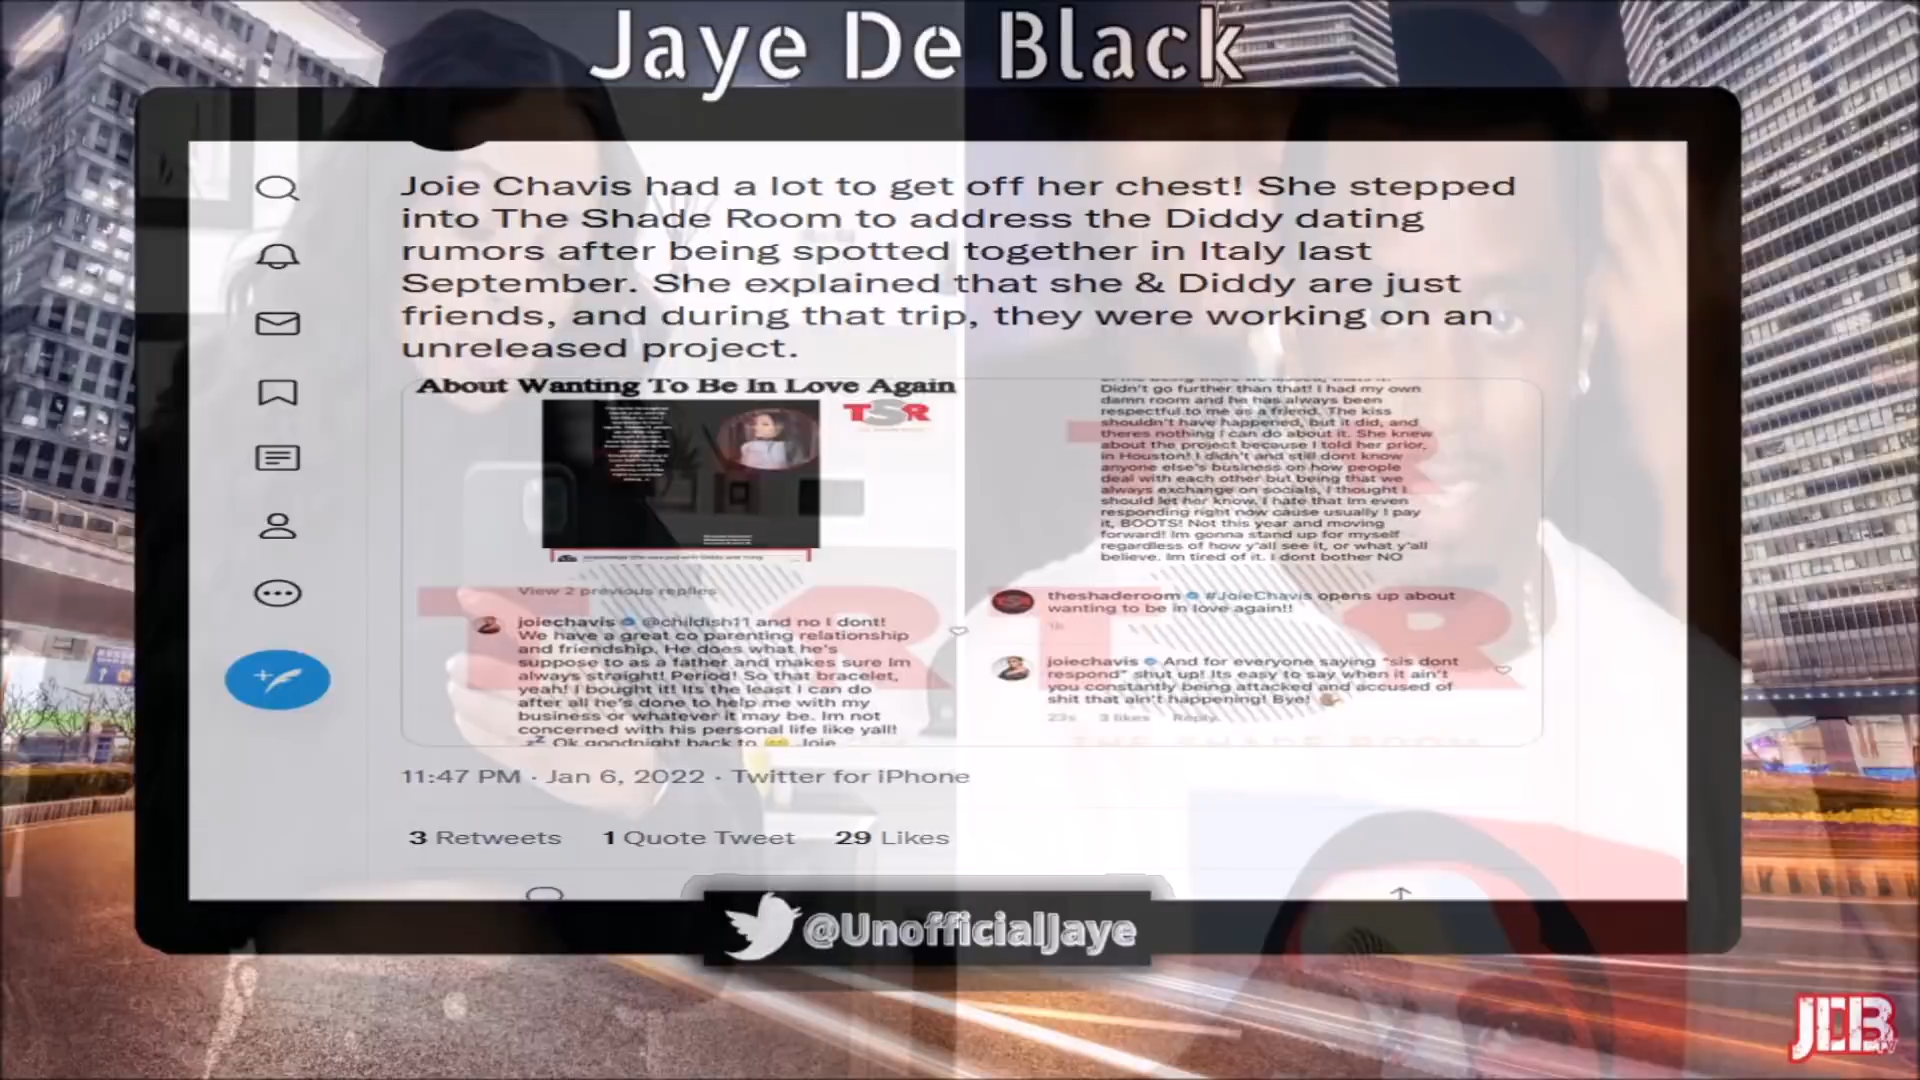 Jaye De Black
Joie Chavis had a lot to get off her chest! She stepped
into The Shade Room to address the Diddy dating
rumors after being spotted together in Italy last
September. She explained that she & Diddy are just
friends, and during that trip, they were working on an
unreleased project.
About Wanting To Be In Love Again
TSR
View 2 previous replies
joiechavis @childish11 and no I dont!
We have a great co parenting relationship
and friendship. He does what he's
suppose to as a father and makes sure Im
always straight! Period! So that bracelet,
yeah! I bought it! Its the least I can do
after all he's done to help me with my
business or whatever it may be. Im not
concerned with his personal life like yall!
Ok goodnight back to Joie
Didn't go further than that! I had my own
damn room and he has always been
respectful to me as a friend. The kiss
shouldn't have happened, but it did, and
theres nothing I can do about it. She knew
about the project because I told her prior,
in Houston! I didn't and still dont know
anyone else's business on how people
deal with each other but being that we
always exchange on socials, I thought I
should let her know. I hate that Im even
responding right now cause usually I pay
it, BOOTS! Not this year and moving
forward! Im gonna stand up for myself
regardless of how y'all see it, or what y'all
believe. Im tired of it. I dont bother NO
theshaderoom #JoieChavis opens up about
wanting to be in love again!!
1h
joiechavis And for everyone saying "sis dont
respond" shut up! Its easy to say when it ain't
you constantly being attacked and accused of
shit that ain't happening! Bye!
23s 3 likes Reply
11:47 PM · Jan 6, 2022 · Twitter for iPhone
3 Retweets 1 Quote Tweet 29 Likes
@UnofficialJaye
JDB TV